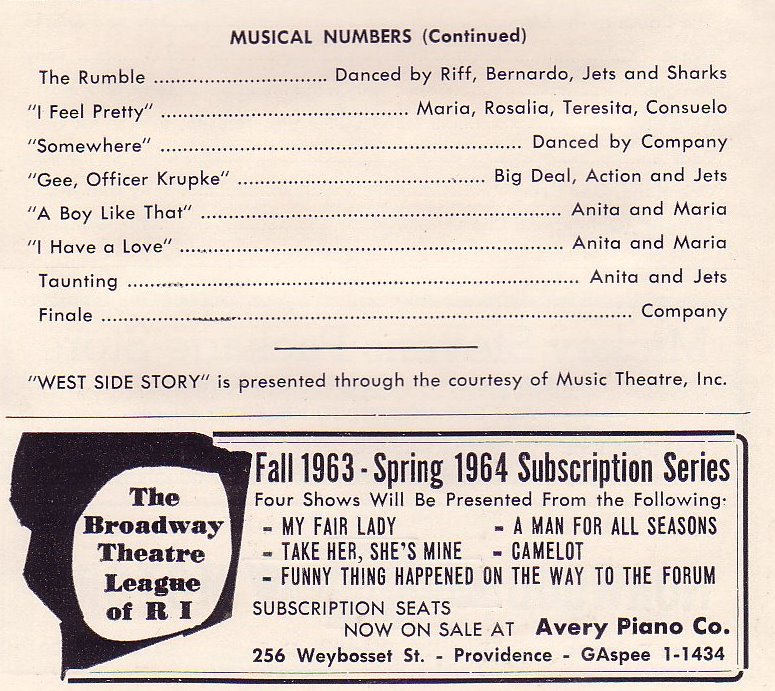 MUSICAL NUMBERS (Continued)
The Rumble .............................. Danced by Riff, Bernardo, Jets and Sharks
"I Feel Pretty" .......................................... Maria, Rosalia, Teresita, Consuelo
"Somewhere" .............................................................. Danced by Company
"Gee, Officer Krupke" .......................................... Big Deal, Action and Jets
"A Boy Like That" .............................................................. Anita and Maria
"I Have a Love" .................................................................. Anita and Maria
Taunting .............................................................................. Anita and Jets
Finale ........................................................................................... Company
"WEST SIDE STORY" is presented through the courtesy of Music Theatre, Inc.
The
Broadway
Theatre
League
of R I
Fall 1963 - Spring 1964 Subscription Series
Four Shows Will Be Presented From the Following:
- MY FAIR LADY - A MAN FOR ALL SEASONS
- TAKE HER, SHE'S MINE - CAMELOT
- FUNNY THING HAPPENED ON THE WAY TO THE FORUM
SUBSCRIPTION SEATS
NOW ON SALE AT Avery Piano Co.
256 Weybosset St. - Providence - GAspee 1-1434